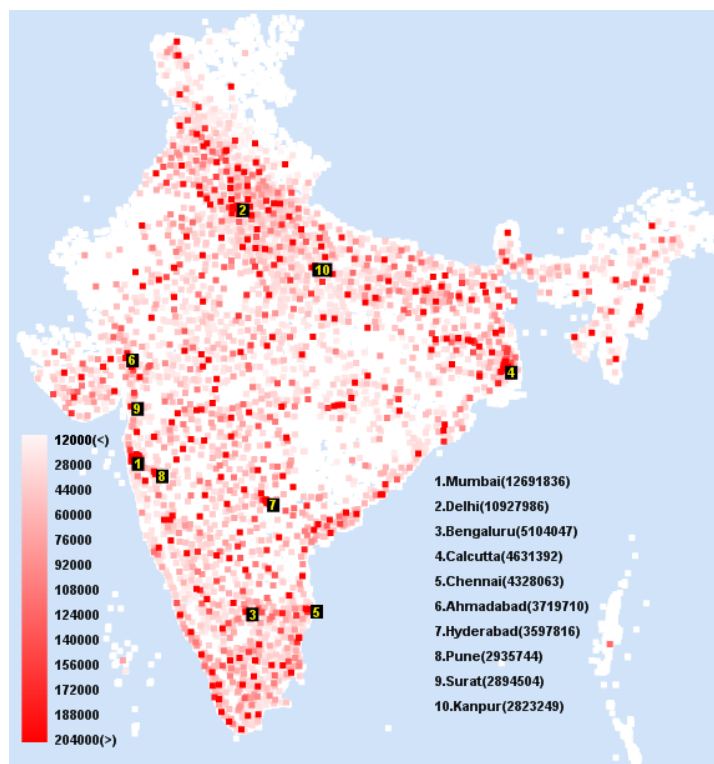 2
10
6
4
9
12000(<)
28000
1
8
44000
1.Mumbai(12691836)
60000
2.Delhi(10927986)
7
76000
3.Bengaluru(5104047)
92000
4.Calcutta(4631392)
108000
5.Chennai(4328063)
124000
6.Ahmadabad(3719710)
3
5
140000
7.Hyderabad(3597816)
156000
8.Pune(2935744)
172000
9.Surat(2894504)
188000
10.Kanpur(2823249)
204000(>)